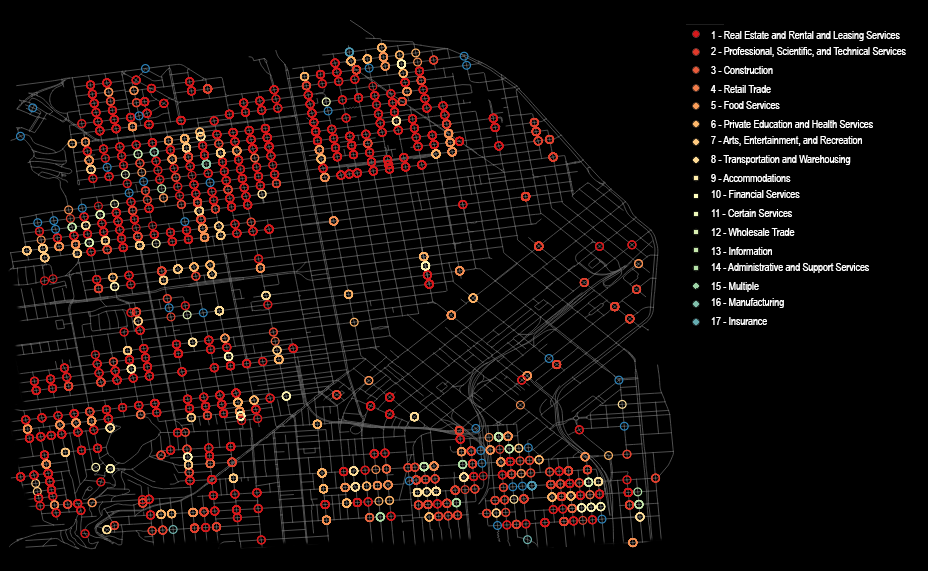 1 - Real Estate and Rental and Leasing Services
2 - Professional, Scientific, and Technical Services
3 - Construction
4 - Retail Trade
5 - Food Services
6 - Private Education and Health Services
7 - Arts, Entertainment, and Recreation
8 - Transportation and Warehousing
9 - Accommodations
10 - Financial Services
11 - Certain Services
12 - Wholesale Trade
13 - Information
14 - Administrative and Support Services
15 - Multiple
16 - Manufacturing
17 - Insurance